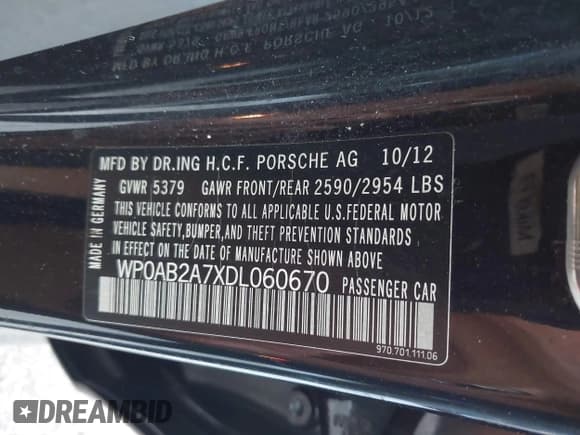 MFD BY DR.ING H.C.F. PORSCHE AG 10/12
GVWR 5379 GAWR FRONT/REAR 2590/2954 LBS
THIS VEHICLE CONFORMS TO ALL APPLICABLE U.S.FEDERAL MOTOR
VEHICLE SAFETY,BUMPER,AND THEFT PREVENTION STANDARDS
IN EFFECT ON THE DATE OF MANUFACTURE SHOWN ABOVE.
WP0AB2A7XDL060670 PASSENGER CAR
MADE IN GERMANY
970.701.111.06
DREAMBID